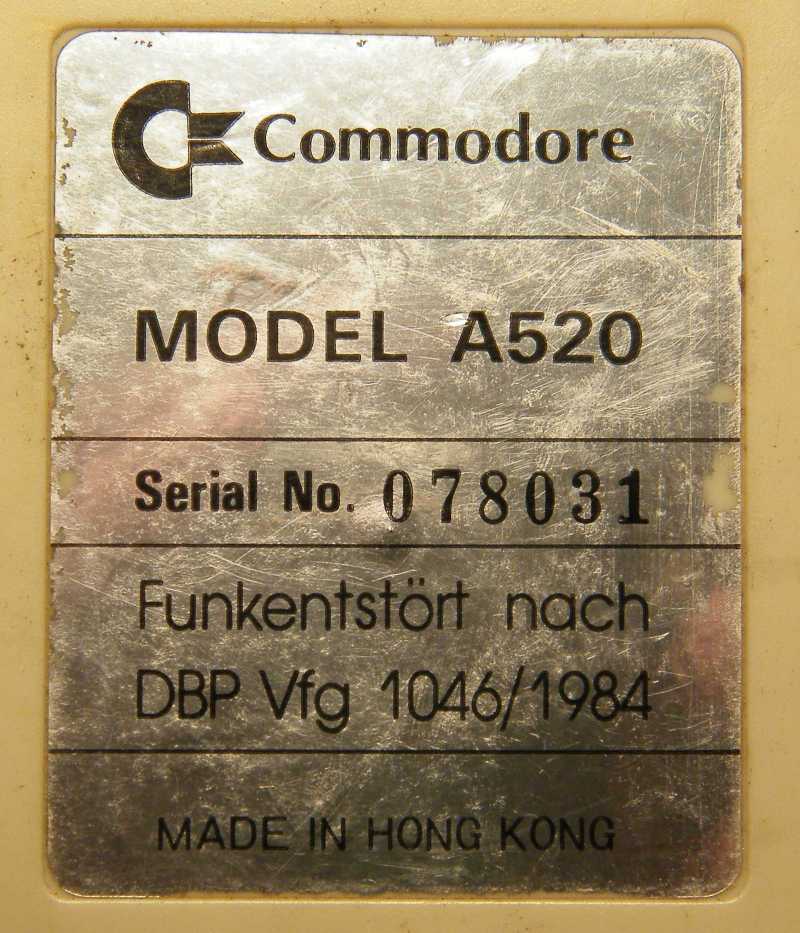 Commodore
MODEL A520
Serial No. 078031
Funkentstört nach
DBP Vfg 1046/1984
MADE IN HONG KONG